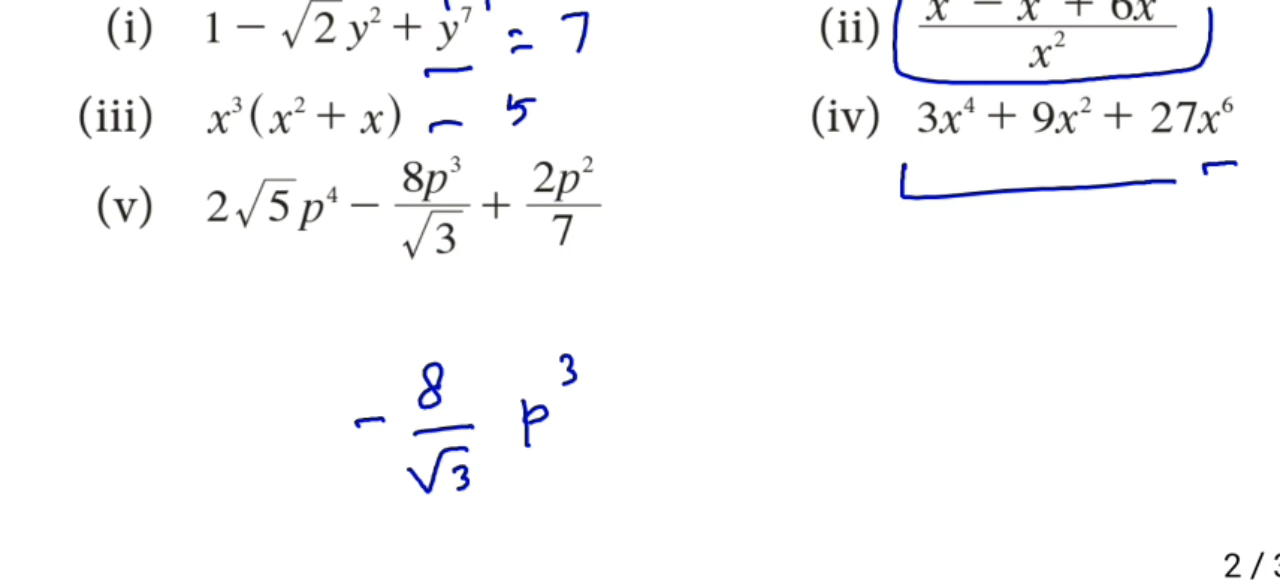 (i) 1 − √2 y² + y⁷ = 7
(ii) x − x + 6x / x²
(iii) x³(x² + x) − 5
(iv) 3x⁴ + 9x² + 27x⁶
(v) 2√5 p⁴ − 8p³/√3 + 2p²/7
− 8/√3 p³
2 / 3